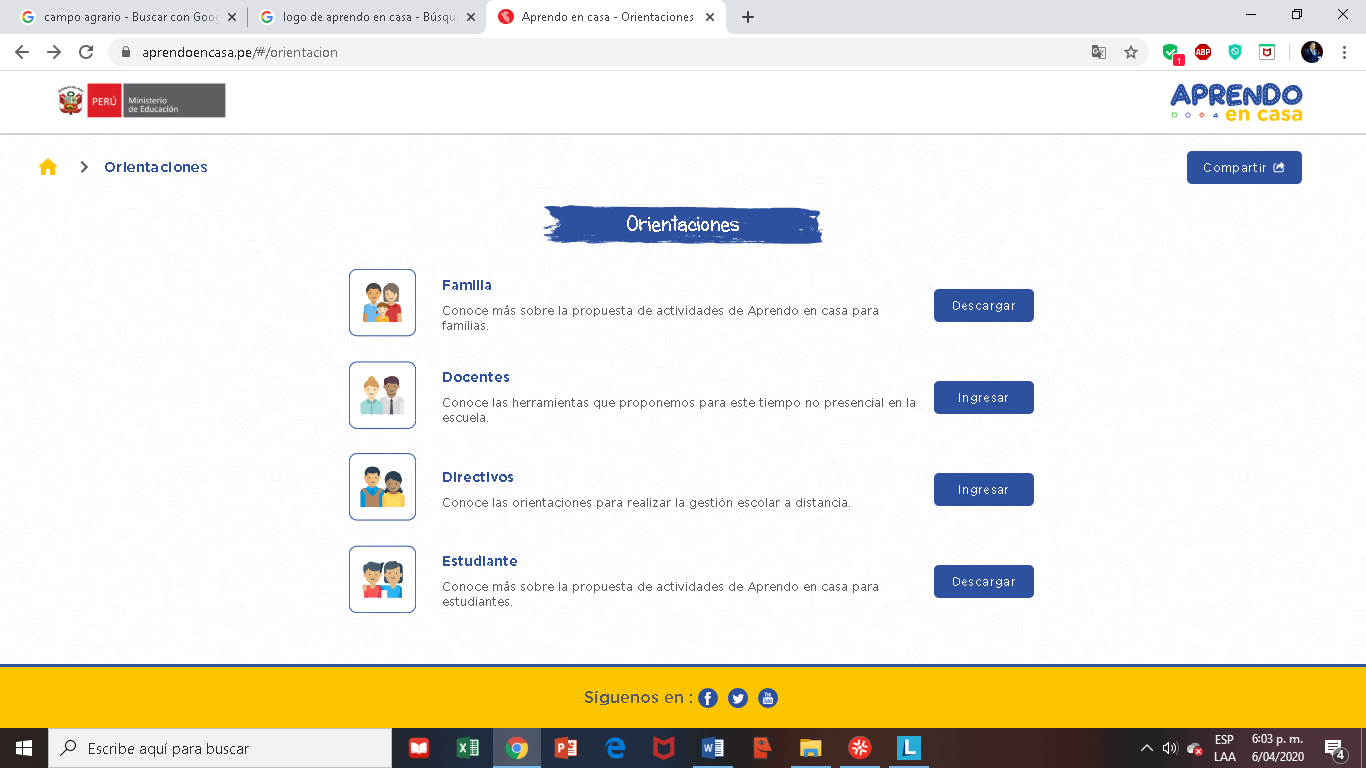 campo agrario - Buscar con Goog
logo de aprendo en casa - Búsqu
Aprendo en casa - Orientaciones
aprendoencasa.pe/#/orientacion
ABP
1
PERÚ
Ministerio
de Educación
APRENDO
en casa
Orientaciones
Compartir
Orientaciones
Familia
Conoce más sobre la propuesta de actividades de Aprendo en casa para
familias.
Descargar
Docentes
Conoce las herramientas que proponemos para este tiempo no presencial en la
escuela.
Ingresar
Directivos
Conoce las orientaciones para realizar la gestión escolar a distancia.
Ingresar
Estudiante
Conoce más sobre la propuesta de actividades de Aprendo en casa para
estudiantes.
Descargar
Síguenos en :
Escribe aquí para buscar
ESP
LAA
6:03 p. m.
6/04/2020
4